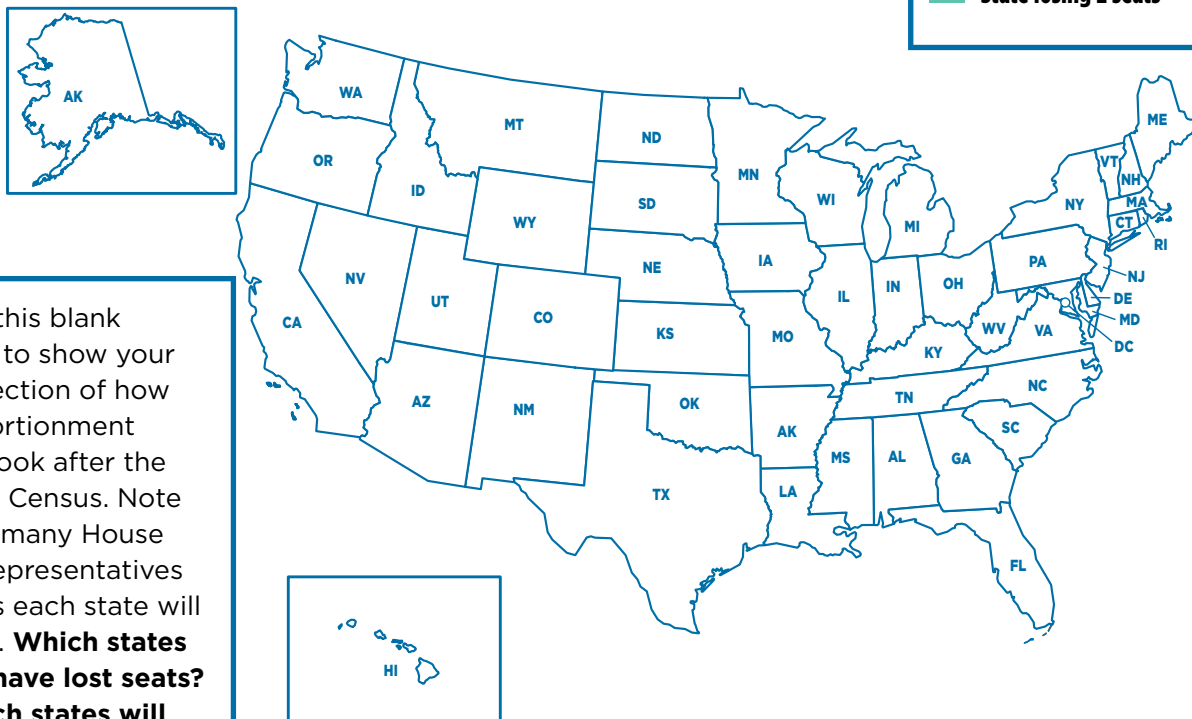 State losing 2 seats
AK
WA
MT
ND
MN
ME
OR
ID
SD
WI
VT
NH
WY
MI
NY
MA
CT
RI
NV
NE
IA
PA
NJ
UT
CO
IL
IN
OH
DE
MD
CA
KS
MO
WV
VA
DC
KY
AZ
NM
OK
TN
NC
AK
SC
MS
AL
GA
TX
LA
FL
HI
this blank
to show your
ection of how
ortionment
ook after the
Census. Note
many House
epresentatives
s each state will
. Which states
have lost seats?
ch states will